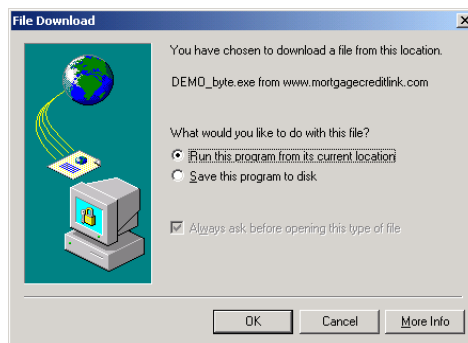 File Download
You have chosen to download a file from this location.
DEMO_byte.exe from www.mortgagecreditlink.com
What would you like to do with this file?
Run this program from its current location
Save this program to disk
Always ask before opening this type of file
OK Cancel More Info